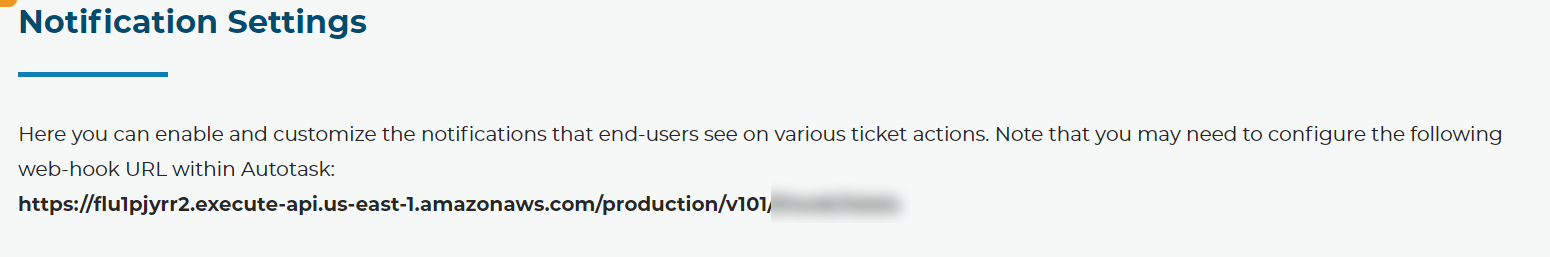 Notification Settings
Here you can enable and customize the notifications that end-users see on various ticket actions. Note that you may need to configure the following
web-hook URL within Autotask:
https://flu1pjyrr2.execute-api.us-east-1.amazonaws.com/production/v101/